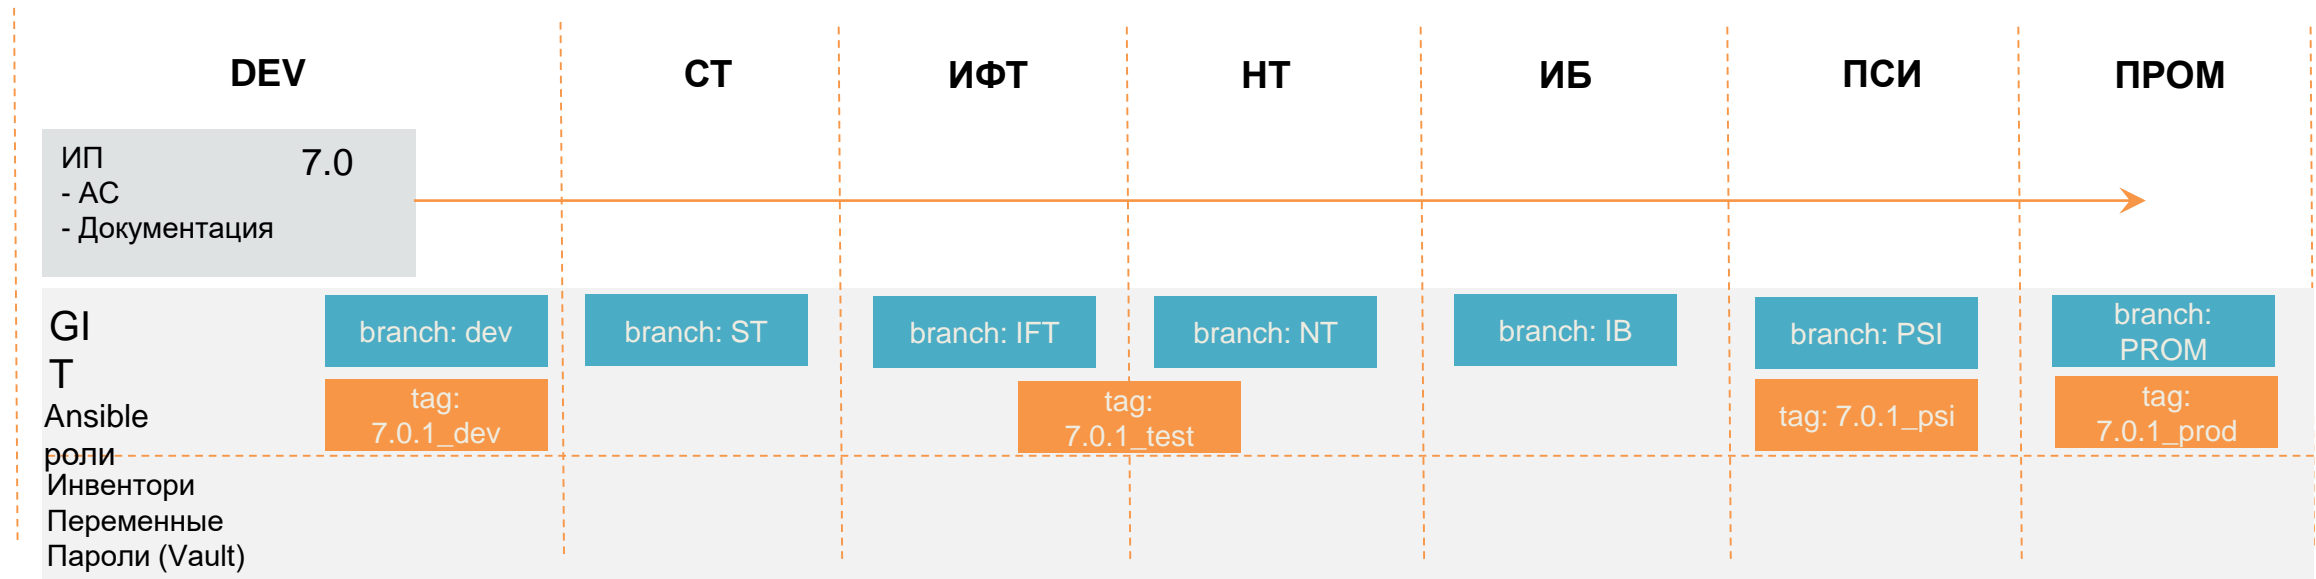 DEV
СТ
ИФТ
НТ
ИБ
ПСИ
ПРОМ
ИП
7.0
- АС
- Документация
GI
T
branch: dev
branch: ST
branch: IFT
branch: NT
branch: IB
branch: PSI
branch:
PROM
Ansible
роли
tag:
7.0.1_dev
tag:
7.0.1_test
tag: 7.0.1_psi
tag:
7.0.1_prod
Инвентори
Переменные
Пароли (Vault)